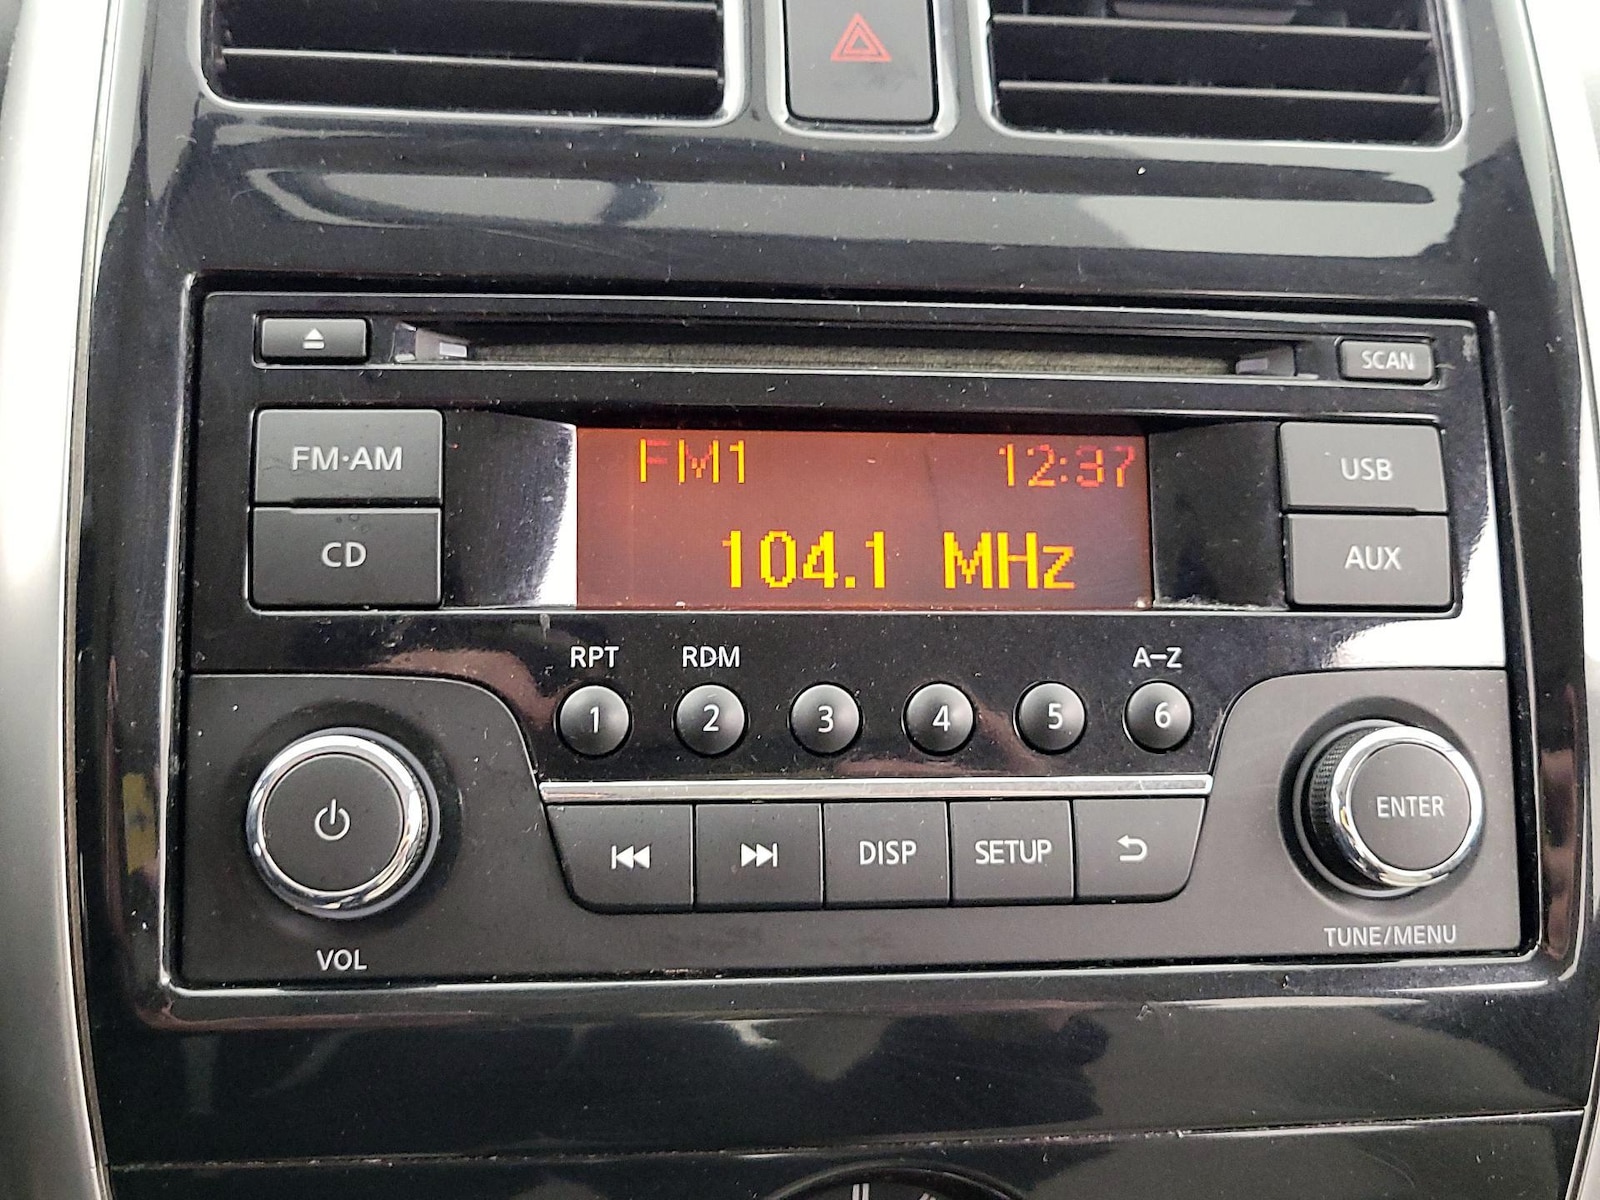 SCAN
FM·AM
FM1 12:37
USB
CD
104.1 MHz
AUX
RPT RDM A–Z
1 2 3 4 5 6
ENTER
DISP SETUP
VOL
TUNE/MENU